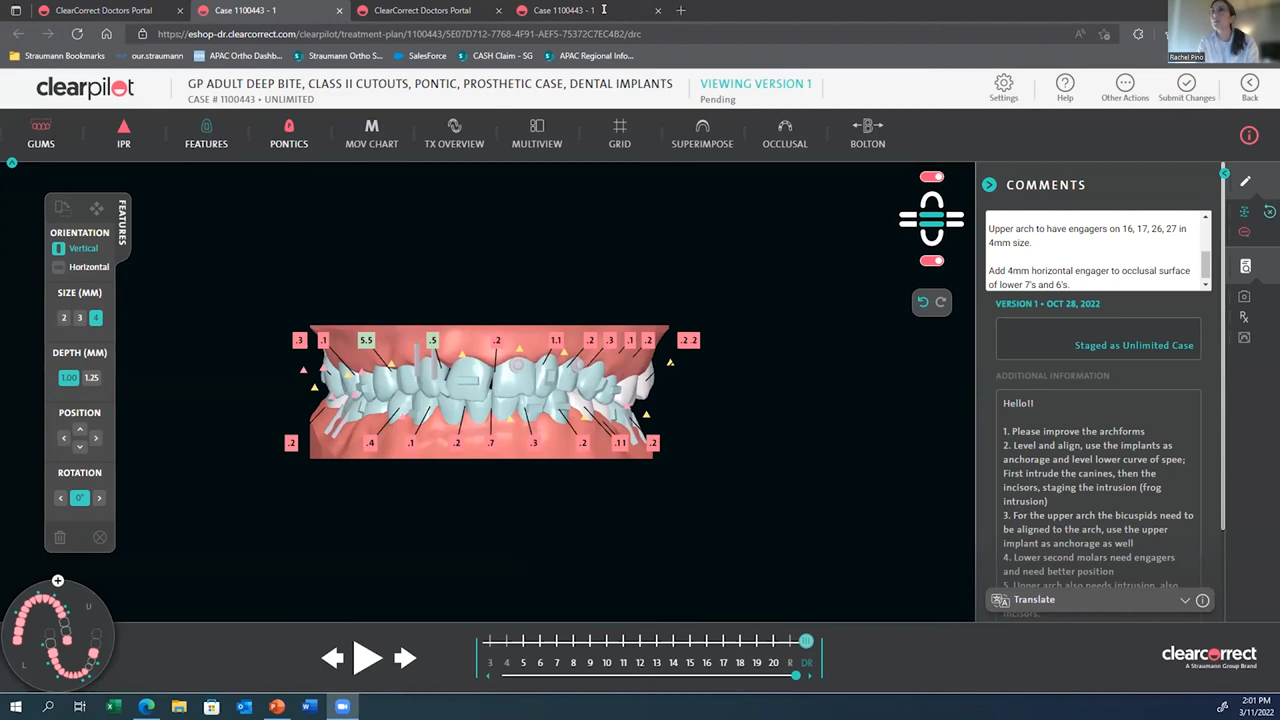 ClearCorrect Doctors Portal
Case 1100443 - 1
ClearCorrect Doctors Portal
Case 1100443 - 1
https://eshop-dr.clearcorrect.com/clearpilot/treatment-plan/1100443/5E07D712-7768-4F91-AEF5-75372C7EC4B2/drc
Straumann Bookmarks
our.straumann
APAC Ortho Dashbo...
Straumann Ortho S...
SalesForce
CASH Claim - SG
APAC Regional Info...
Rachel Pino
clearpilot
GP ADULT DEEP BITE, CLASS II CUTOUTS, PONTIC, PROSTHETIC CASE, DENTAL IMPLANTS
CASE # 1100443 • UNLIMITED
VIEWING VERSION 1
Pending
Settings
Help
Other Actions
Submit Changes
Back
GUMS
IPR
FEATURES
PONTICS
M
MOV CHART
TX OVERVIEW
MULTIVIEW
GRID
SUPERIMPOSE
OCCLUSAL
B
BOLTON
FEATURES
ORIENTATION
Vertical
Horizontal
SIZE (MM)
2 3 4
DEPTH (MM)
1.00 1.25
POSITION
ROTATION
0°
.3 .1 5.5 .5 .2 1.1 .2 .3 .1 .2 .2 .2
.2 .4 .1 .2 .7 .3 .2 .1 1 .2
U
L
COMMENTS
Upper arch to have engagers on 16, 17, 26, 27 in
4mm size.
Add 4mm horizontal engager to occlusal surface
of lower 7's and 6's.
VERSION 1 • OCT 28, 2022
Staged as Unlimited Case
ADDITIONAL INFORMATION
Hello!!
1. Please improve the archforms
2. Level and align, use the implants as
anchorage and level lower curve of spee;
First intrude the canines, then the
incisors, staging the intrusion (frog
intrusion)
3. For the upper arch the bicuspids need to
be aligned to the arch, use the upper
implant as anchorage as well
4. Lower second molars need engagers
and need better position
5. Upper arch also needs intrusion, also
Translate
incisors.
3 4 5 6 7 8 9 10 11 12 13 14 15 16 17 18 19 20 R DR
clearcorrect
A Straumann Group Brand
2:01 PM
3/11/2022